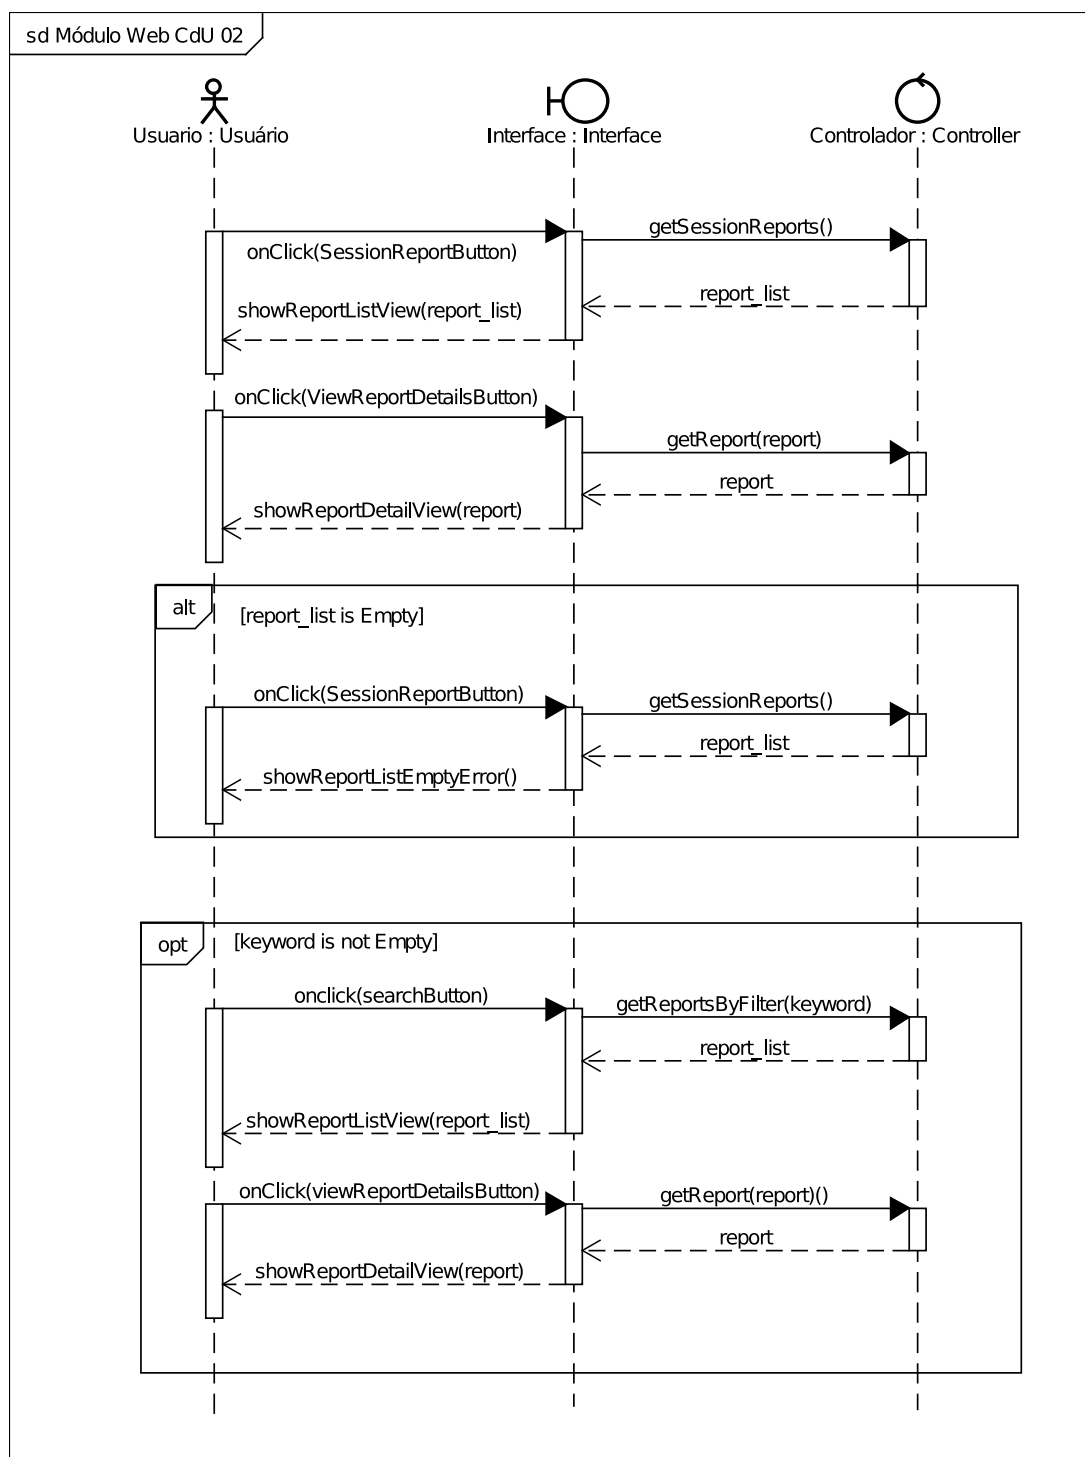 sd Módulo Web CdU 02
Usuario : Usuário
Interface : Interface
Controlador : Controller
getSessionReports()
onClick(SessionReportButton)
report_list
showReportListView(report_list)
onClick(ViewReportDetailsButton)
getReport(report)
report
showReportDetailView(report)
alt
[report_list is Empty]
onClick(SessionReportButton)
getSessionReports()
report_list
showReportListEmptyError()
opt
[keyword is not Empty]
onclick(searchButton)
getReportsByFilter(keyword)
report_list
showReportListView(report_list)
onClick(viewReportDetailsButton)
getReport(report)()
report
showReportDetailView(report)